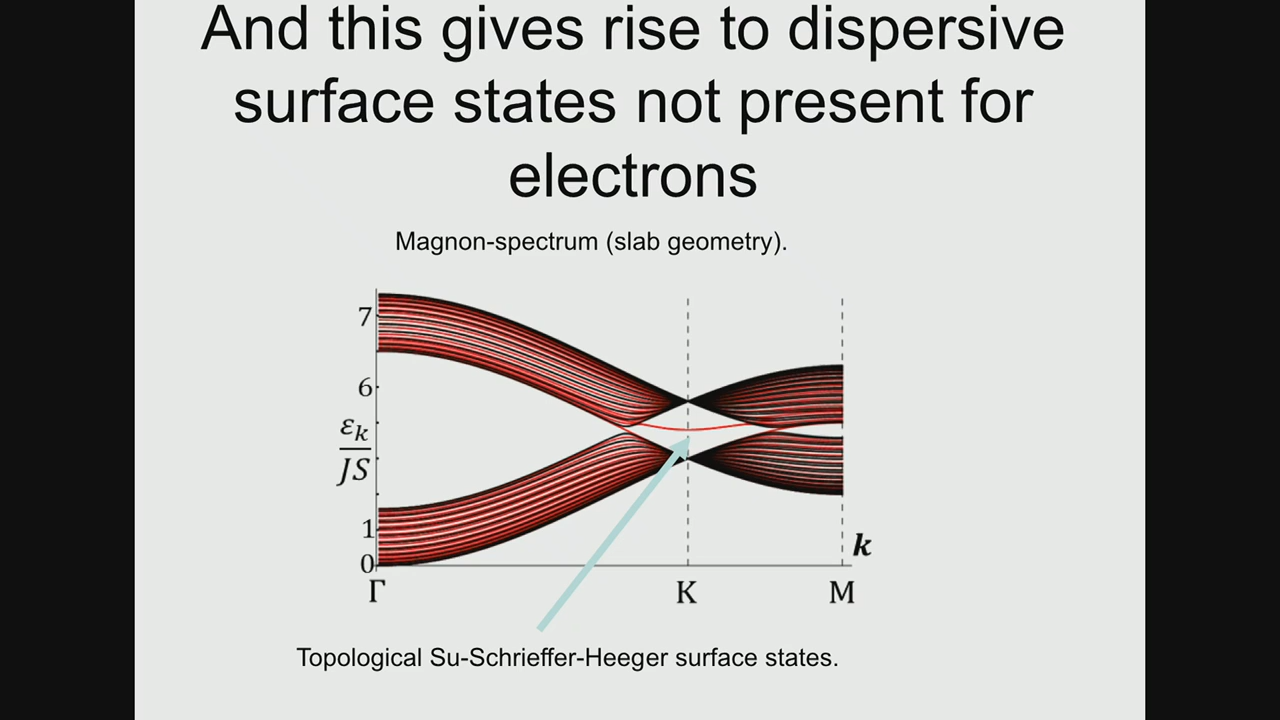 And this gives rise to dispersive
surface states not present for
electrons
Magnon-spectrum (slab geometry).
7
6
εk
JS
1
0
k
Γ
K
M
Topological Su-Schrieffer-Heeger surface states.